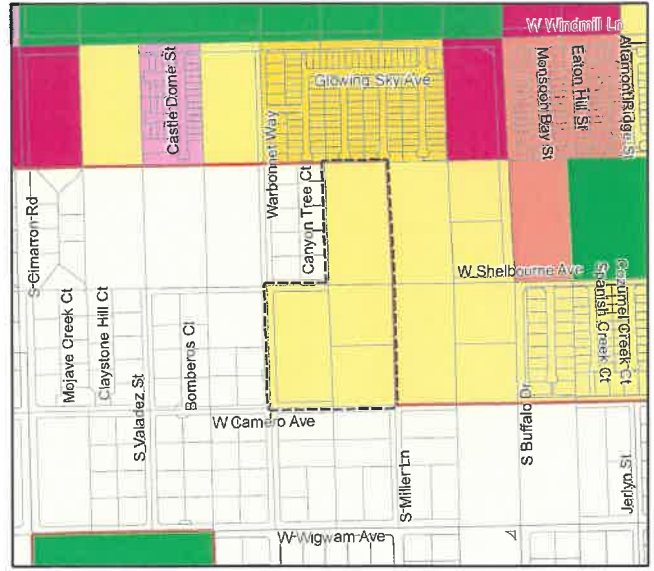 W Windmill Ln
Castle Dome St
Glowing Sky Ave
Monsoon Bay St
Eaton Hill St
Altamont Ridge St
Warbonnet Way
Canyon Tree Ct
S Cimarron Rd
W Shelbourne Ave
Mojave Creek Ct
Claystone Hill Ct
S Valadez St
Bomberos Ct
Spanish Creek Ct
Cozumel Creek Ct
W Camero Ave
S Buffalo Dr
S Miller Ln
Jerlyn St
W Wigwam Ave